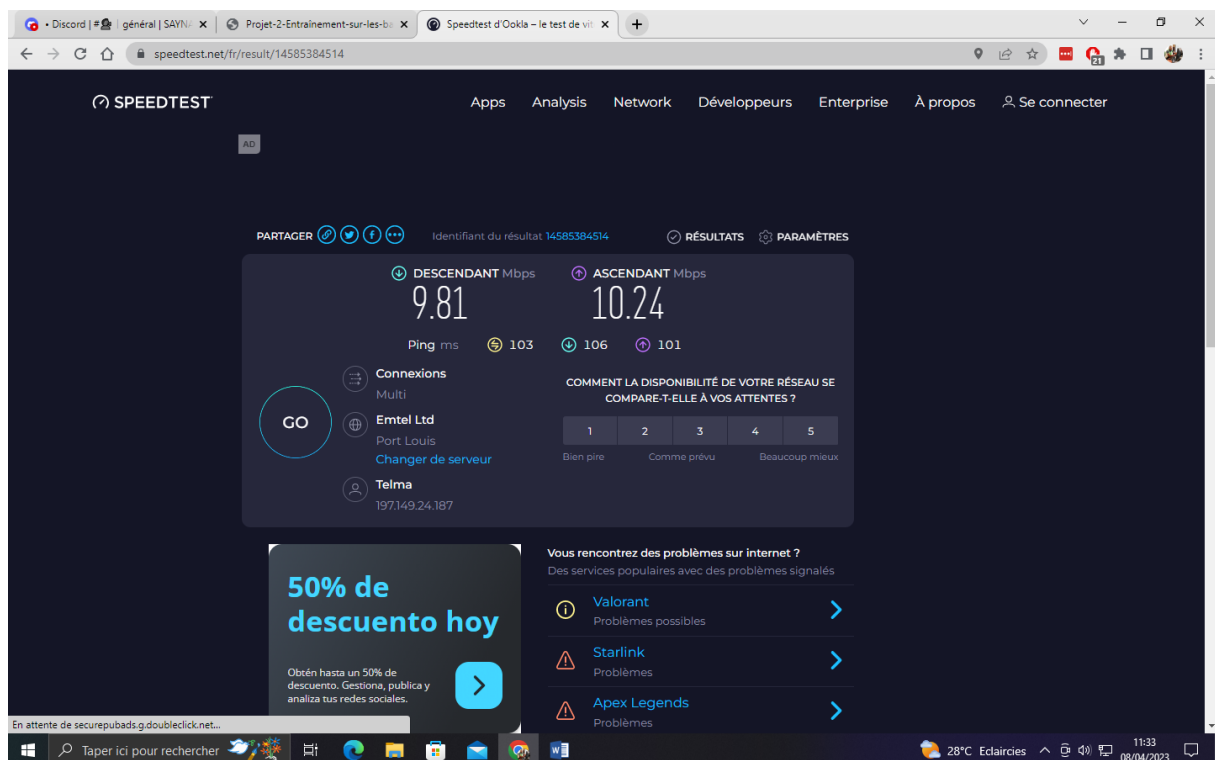 • Discord | #🕵 | général | SAYNA
Projet-2-Entraînement-sur-les-ba
Speedtest d'Ookla – le test de vit
speedtest.net/fr/result/14585384514
21
SPEEDTEST
Apps Analysis Network Développeurs Enterprise À propos Se connecter
AD
PARTAGER
Identifiant du résultat 14585384514
RÉSULTATS PARAMÈTRES
DESCENDANT Mbps ASCENDANT Mbps
9.81 10.24
Ping ms 103 106 101
Connexions
Multi
GO
Emtel Ltd
Port Louis
Changer de serveur
Telma
197.149.24.187
COMMENT LA DISPONIBILITÉ DE VOTRE RÉSEAU SE
COMPARE-T-ELLE À VOS ATTENTES ?
1 2 3 4 5
Bien pire Comme prévu Beaucoup mieux
50% de
descuento hoy
Obtén hasta un 50% de
descuento. Gestiona, publica y
analiza tus redes sociales.
Vous rencontrez des problèmes sur internet ?
Des services populaires avec des problèmes signalés
Valorant
Problèmes possibles
Starlink
Problèmes
Apex Legends
Problèmes
En attente de securepubads.g.doubleclick.net...
Taper ici pour rechercher
28°C Eclaircies
11:33
08/04/2023